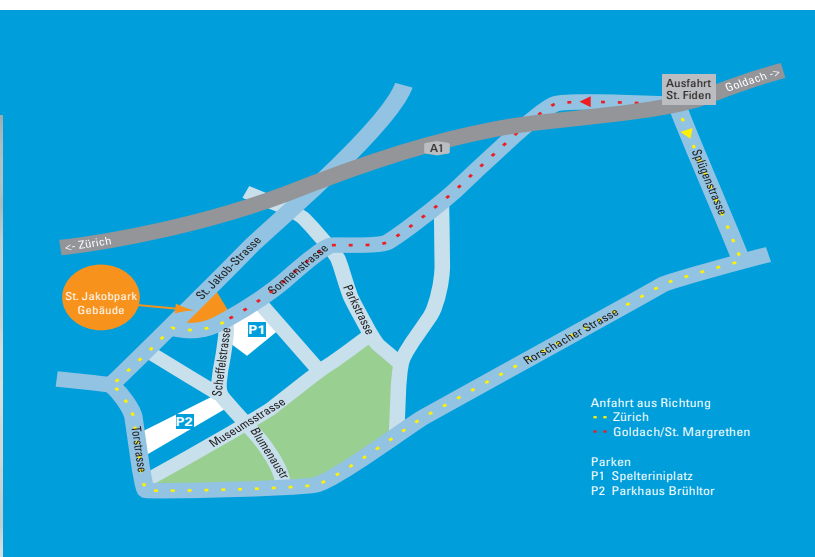 Ausfahrt
St. Fiden
Goldach ->
A1
Splügenstrasse
<- Zürich
St. Jakob-Strasse
Sonnenstrasse
St. Jakobpark
Gebäude
Parkstrasse
P1
Scheffelstrasse
Rorschacher Strasse
P2
Museumsstrasse
Torstrasse
Blumenaustr
Anfahrt aus Richtung
Zürich
Goldach/St. Margrethen
Parken
P1 Spelteriniplatz
P2 Parkhaus Brühltor